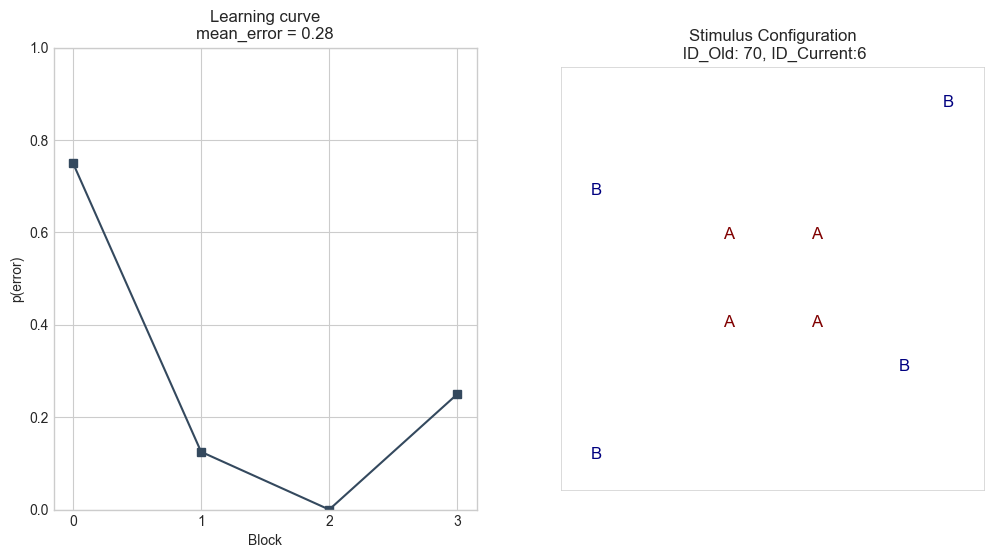 Learning curve
mean_error = 0.28
1.0
0.8
0.6
0.4
0.2
0.0
p(error)
0 1 2 3
Block
Stimulus Configuration
ID_Old: 70, ID_Current:6
B
B
A A
A A
B
B